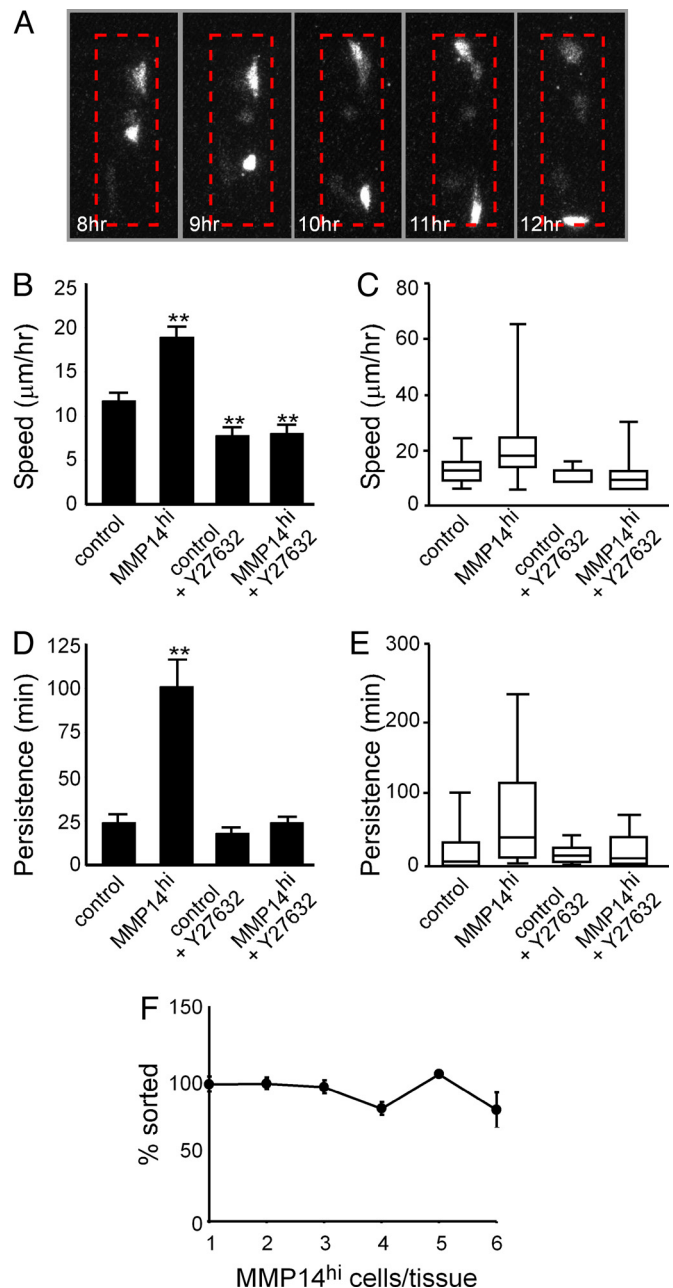 A
8hr 9hr 10hr 11hr 12hr
B
Speed (μm/hr)
25
20
15
10
5
0
**
**
**
control
MMP14hi
control
+ Y27632
MMP14hi
+ Y27632
C
Speed (μm/hr)
80
60
40
20
0
control
MMP14hi
control
+ Y27632
MMP14hi
+ Y27632
D
Persistence (min)
125
100
75
50
25
0
**
control
MMP14hi
control
+ Y27632
MMP14hi
+ Y27632
E
Persistence (min)
300
200
100
0
control
MMP14hi
control
+ Y27632
MMP14hi
+ Y27632
F
% sorted
150
100
50
0
1 2 3 4 5 6
MMP14hi cells/tissue